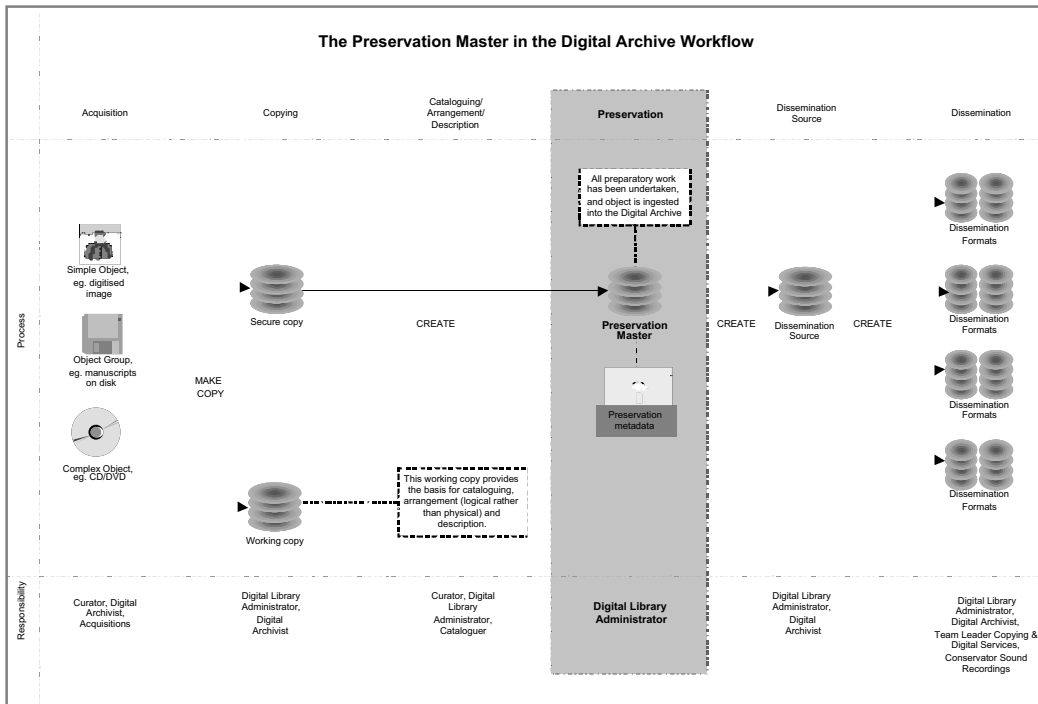 The Preservation Master in the Digital Archive Workflow
Acquisition
Copying
Cataloguing/
Arrangement/
Description
Preservation
Dissemination
Source
Dissemination
Process
Simple Object,
eg. digitised
image
Object Group,
eg. manuscripts
on disk
Complex Object,
eg. CD/DVD
MAKE
COPY
Secure copy
Working copy
CREATE
This working copy provides
the basis for cataloguing,
arrangement (logical rather
than physical) and
description.
All preparatory work
has been undertaken,
and object is ingested
into the Digital Archive
Preservation
Master
Preservation
metadata
CREATE
Dissemination
Source
CREATE
Dissemination
Formats
Dissemination
Formats
Dissemination
Formats
Dissemination
Formats
Responsibility
Curator, Digital
Archivist,
Acquisitions
Digital Library
Administrator,
Digital
Archivist
Curator, Digital
Library
Administrator,
Cataloguer
Digital Library
Administrator
Digital Library
Administrator,
Digital
Archivist
Digital Library
Administrator,
Digital Archivist,
Team Leader Copying &
Digital Services,
Conservator Sound
Recordings